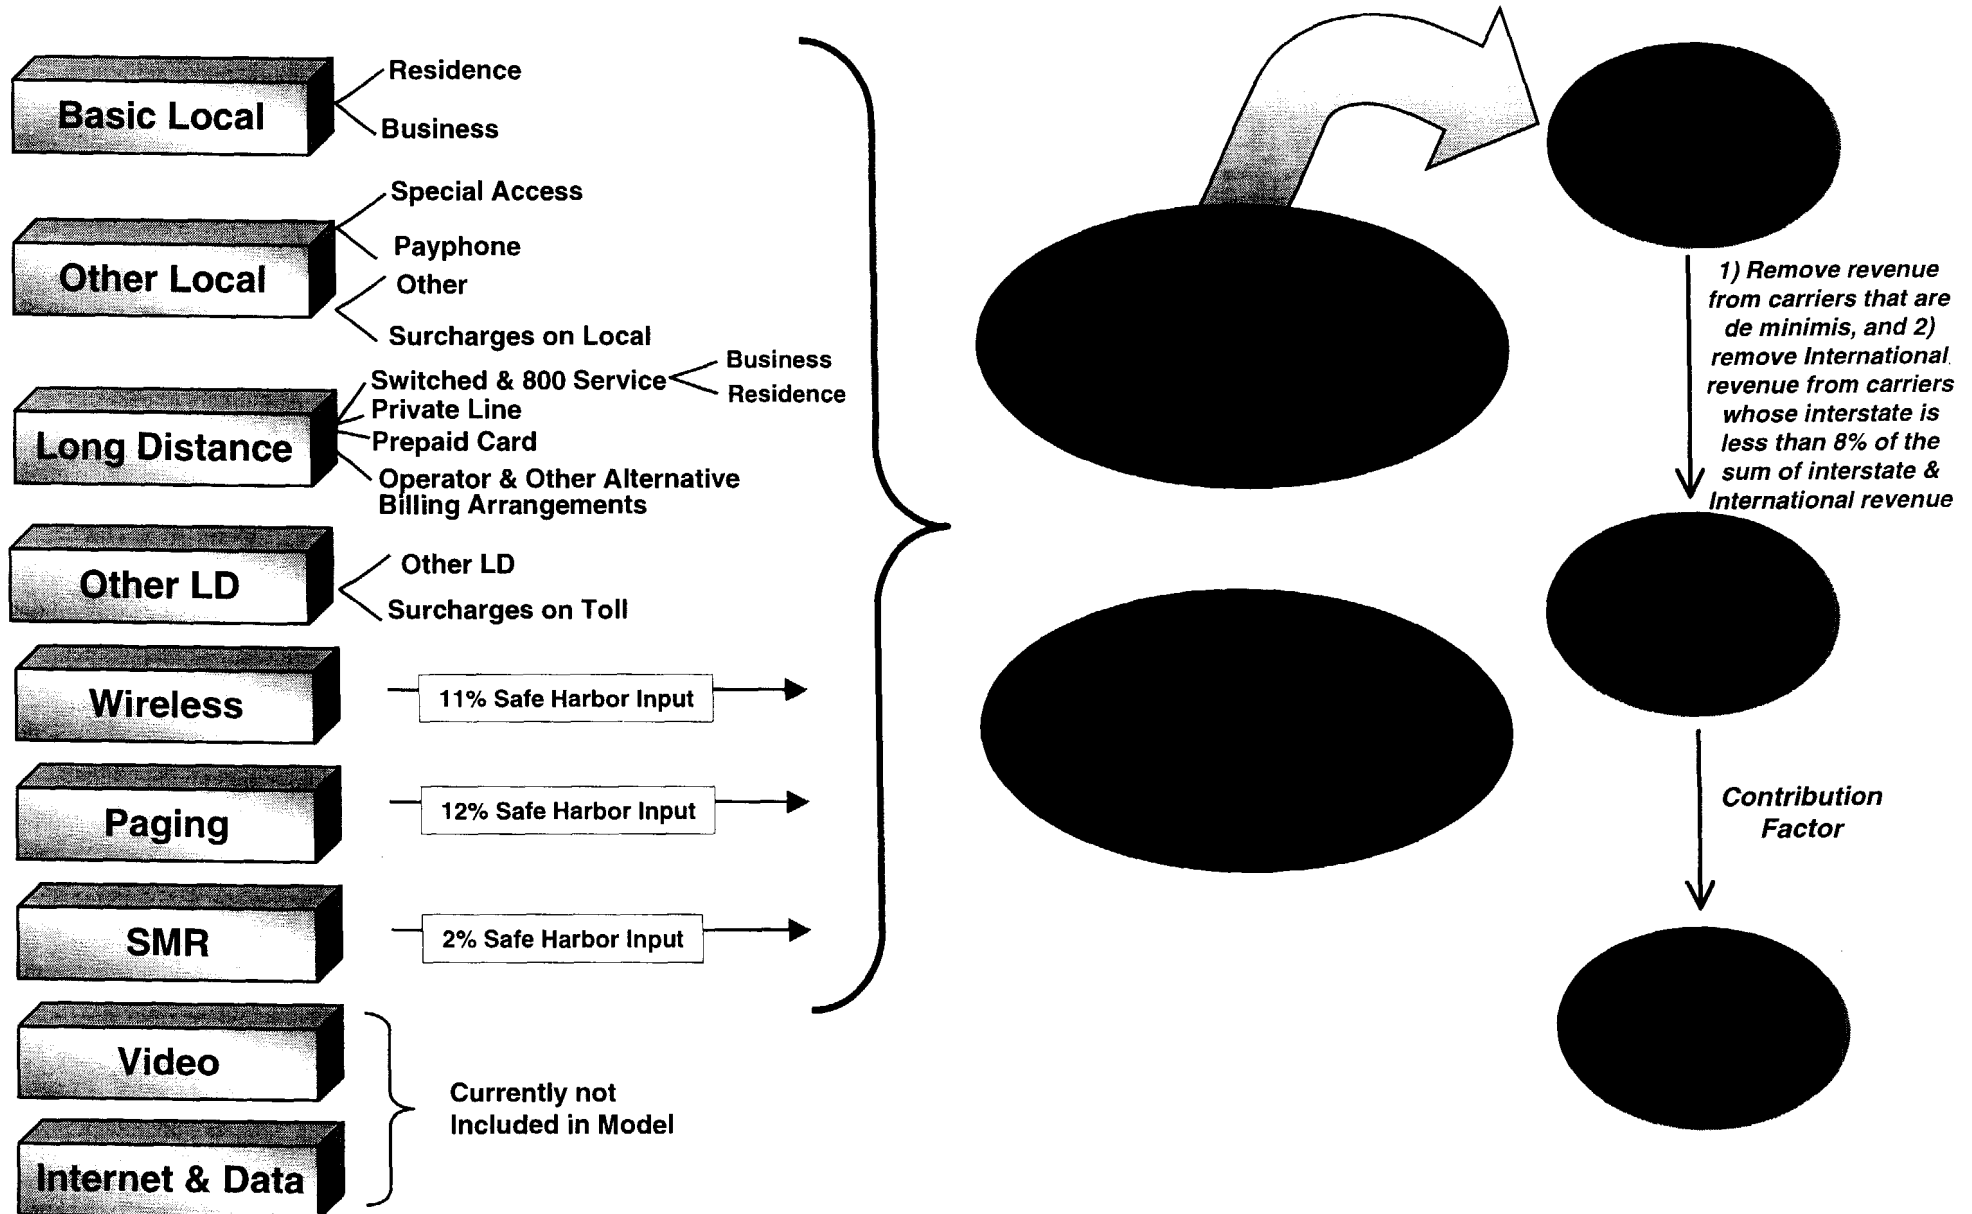 Basic Local
Residence
Business
Other Local
Special Access
Payphone
Other
Surcharges on Local
Long Distance
Switched & 800 Service
Business
Residence
Private Line
Prepaid Card
Operator & Other Alternative
Billing Arrangements
Other LD
Other LD
Surcharges on Toll
Wireless
11% Safe Harbor Input
Paging
12% Safe Harbor Input
SMR
2% Safe Harbor Input
Video
Internet & Data
Currently not
Included in Model
1) Remove revenue
from carriers that are
de minimis, and 2)
remove International
revenue from carriers
whose interstate is
less than 8% of the
sum of interstate &
International revenue
Contribution
Factor